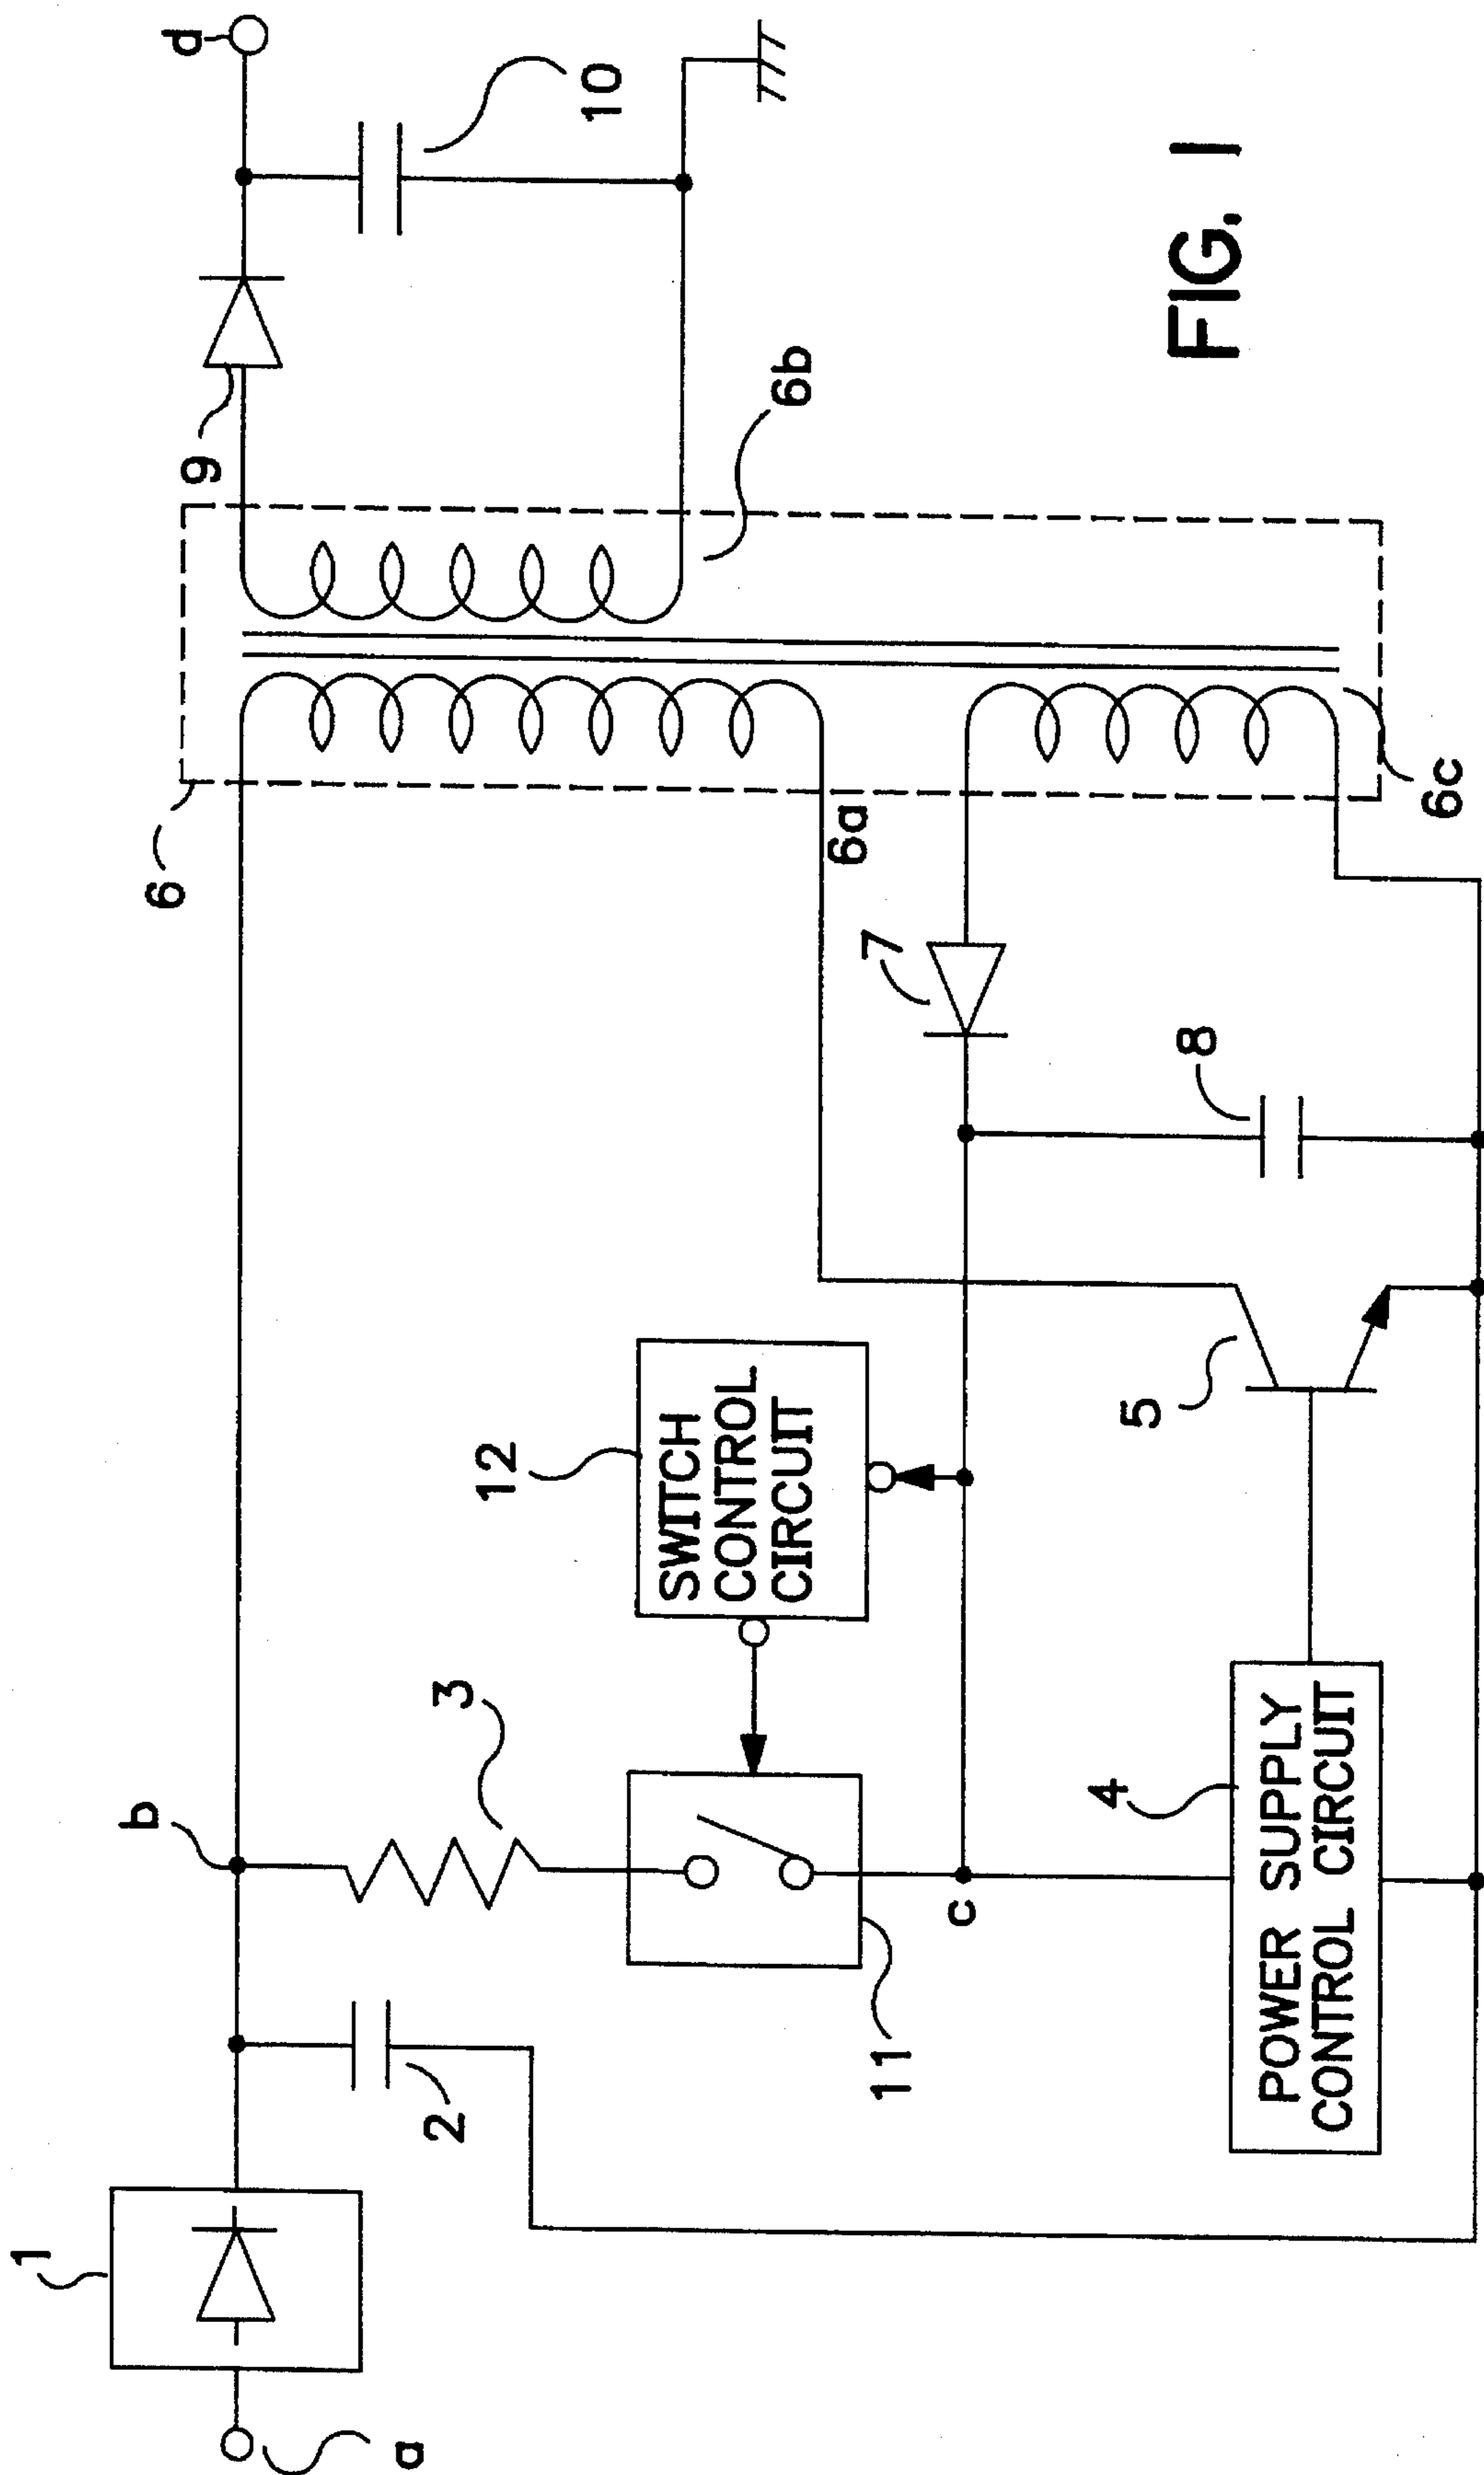 a
1
2
b
3
11
c
12
SWITCH
CONTROL
CIRCUIT
4
POWER SUPPLY
CONTROL CIRCUIT
5
8
7
6
6a
6c
6b
9
10
d
FIG. 1